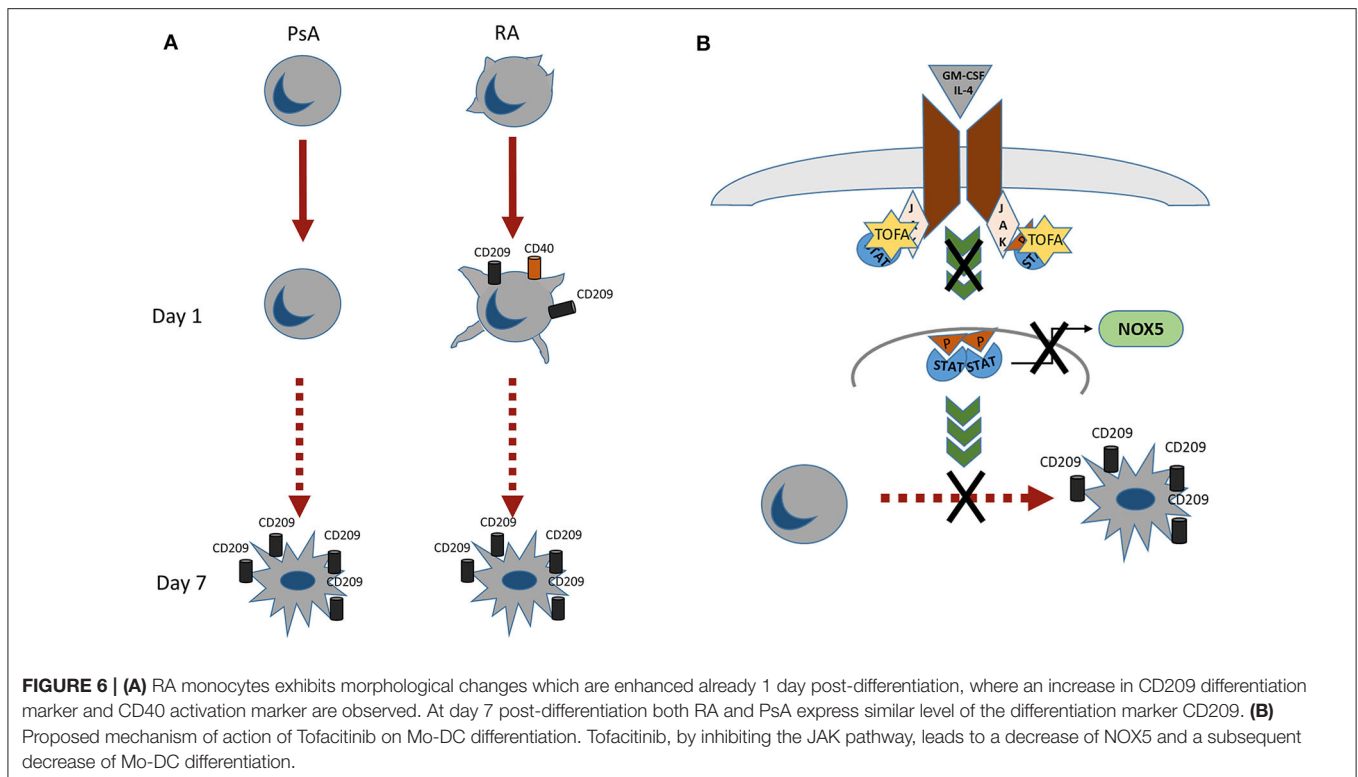 A
PsA
RA
CD209
CD40
CD209
Day 1
CD209
CD209
CD209
CD209
CD209
CD209
CD209
CD209
Day 7
B
GM-CSF
IL-4
JAK
TOFA
STAT
JAK
TOFA
P
P
STAT
STAT
NOX5
CD209
CD209
CD209
CD209
FIGURE 6 | (A) RA monocytes exhibits morphological changes which are enhanced already 1 day post-differentiation, where an increase in CD209 differentiation
marker and CD40 activation marker are observed. At day 7 post-differentiation both RA and PsA express similar level of the differentiation marker CD209. (B)
Proposed mechanism of action of Tofacitinib on Mo-DC differentiation. Tofacitinib, by inhibiting the JAK pathway, leads to a decrease of NOX5 and a subsequent
decrease of Mo-DC differentiation.